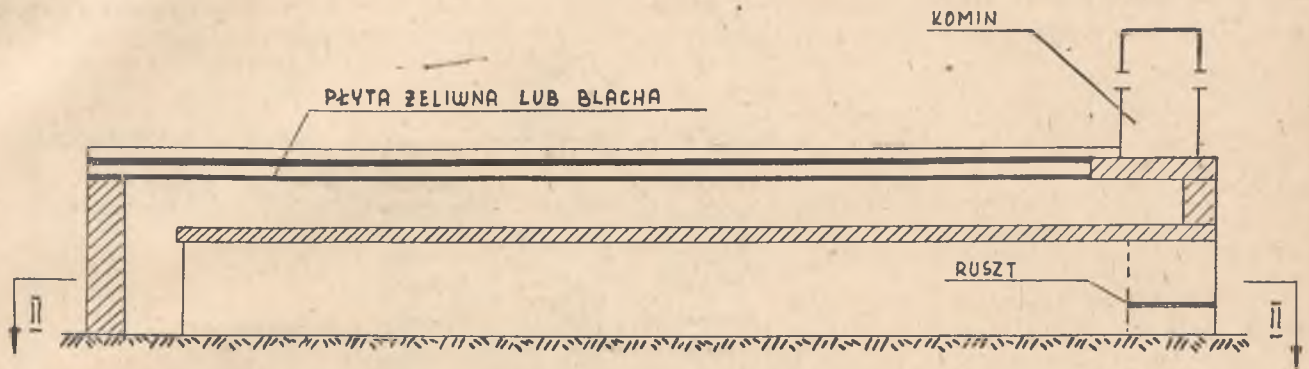 KOMIN
PŁYTA ŻELIWNA LUB BLACHA
RUSZT
II
II